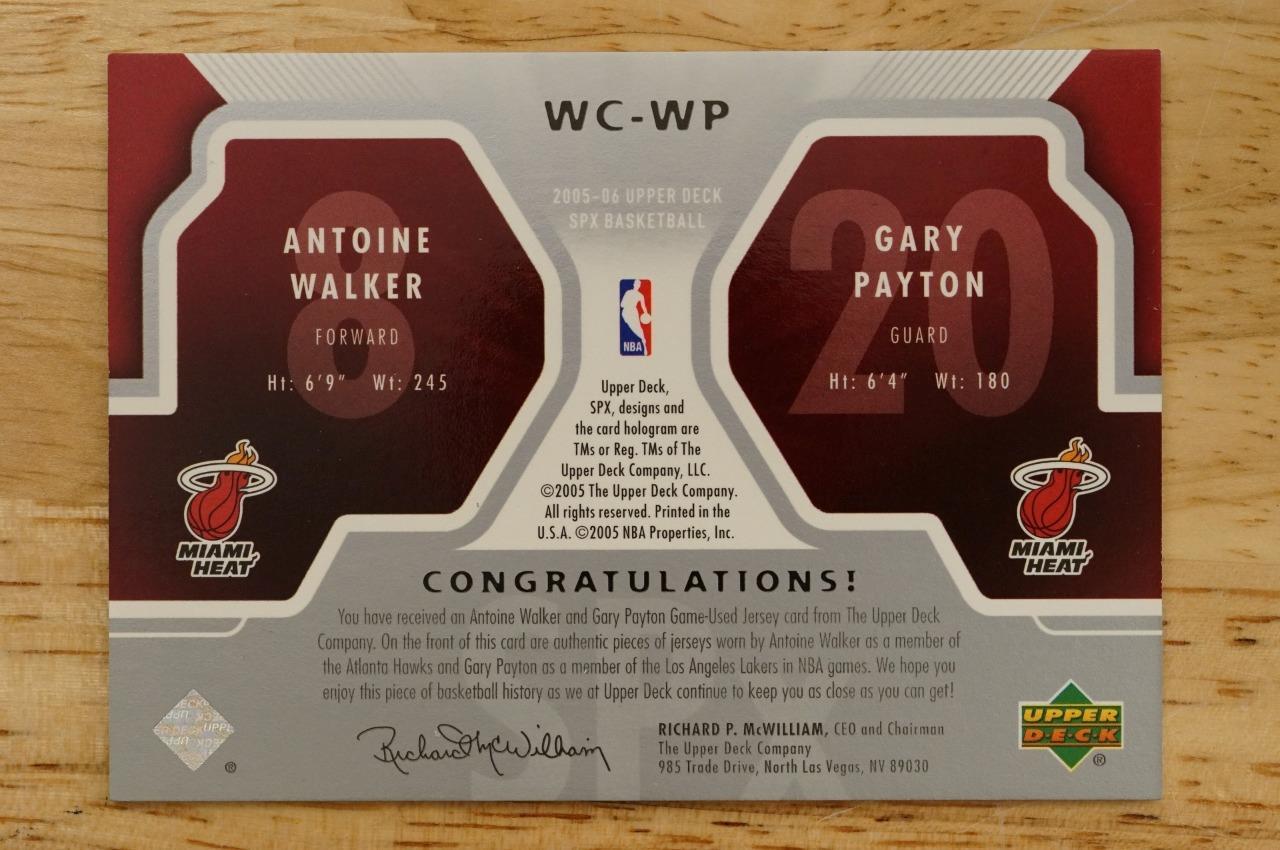 WC-WP
2005-06 UPPER DECK
SPX BASKETBALL
8
ANTOINE
WALKER
FORWARD
Ht: 6'9" Wt: 245
MIAMI
HEAT
20
GARY
PAYTON
GUARD
Ht: 6'4" Wt: 180
MIAMI
HEAT
NBA
Upper Deck,
SPX, designs and
the card hologram are
TMs or Reg. TMs of The
Upper Deck Company, LLC.
©2005 The Upper Deck Company.
All rights reserved. Printed in the
U.S.A. ©2005 NBA Properties, Inc.
CONGRATULATIONS!
You have received an Antoine Walker and Gary Payton Game-Used Jersey card from The Upper Deck
Company. On the front of this card are authentic pieces of jerseys worn by Antoine Walker as a member of
the Atlanta Hawks and Gary Payton as a member of the Los Angeles Lakers in NBA games. We hope you
enjoy this piece of basketball history as we at Upper Deck continue to keep you as close as you can get!
SPX
®
Richard McWilliam
RICHARD P. McWILLIAM, CEO and Chairman
The Upper Deck Company
985 Trade Drive, North Las Vegas, NV 89030
UPPER
D·E·C·K
®